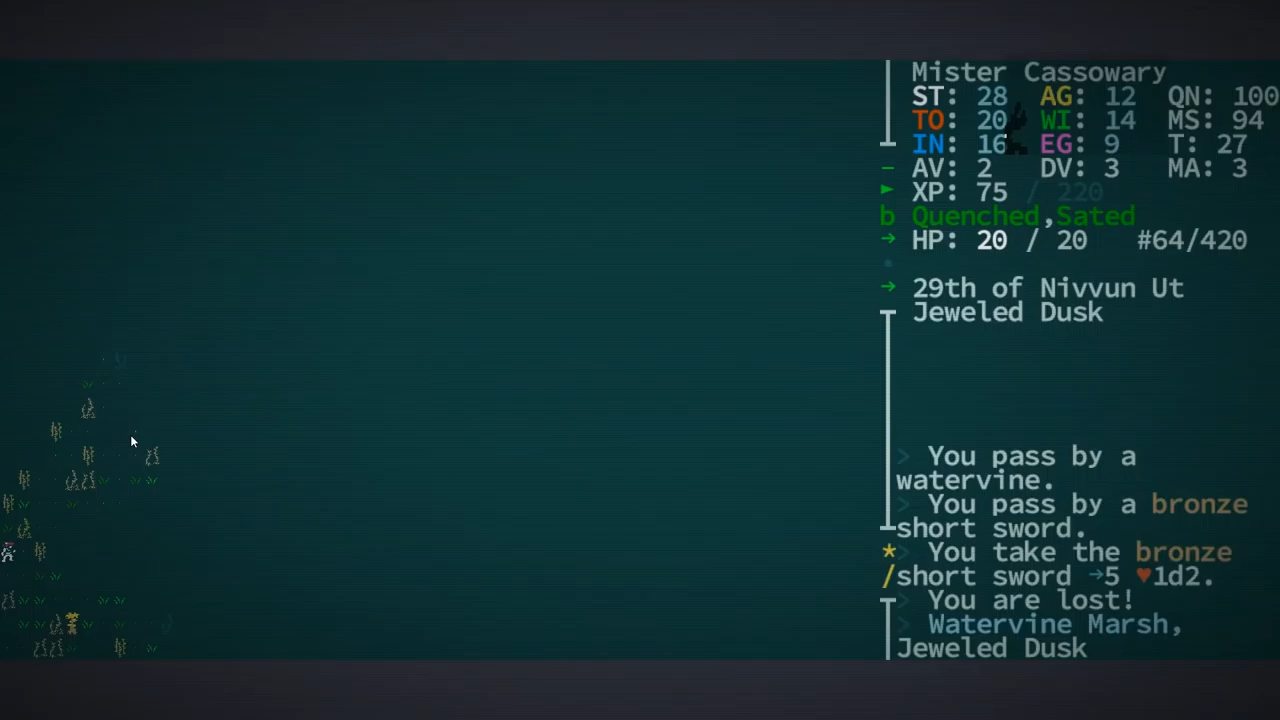 Mister Cassowary
ST: 28 AG: 12 QN: 100
TO: 20 WI: 14 MS: 94
IN: 16 EG: 9 T: 27
— AV: 2 DV: 3 MA: 3
► XP: 75 / 220
b Quenched,Sated
→ HP: 20 / 20 #64/420
→ 29th of Nivvun Ut
Jeweled Dusk
> You pass by a
watervine.
> You pass by a bronze
short sword.
*> You take the bronze
/short sword →5 ♥1d2.
> You are lost!
> Watervine Marsh,
Jeweled Dusk